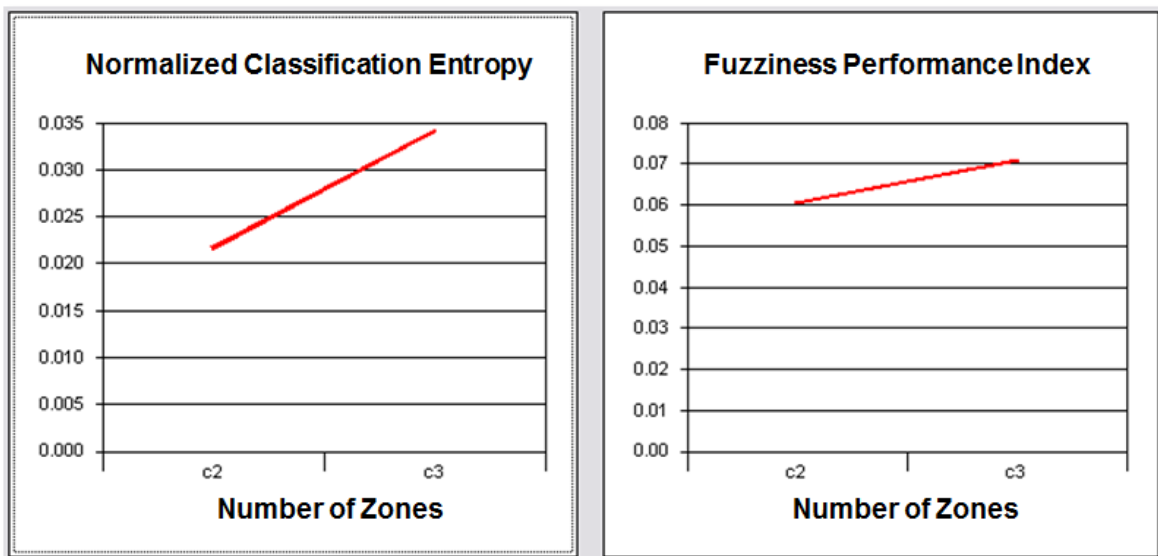 Normalized Classification Entropy
0.035
0.030
0.025
0.020
0.015
0.010
0.005
0.000
c2 c3
Number of Zones
Fuzziness Performance Index
0.08
0.07
0.06
0.05
0.04
0.03
0.02
0.01
0.00
c2 c3
Number of Zones